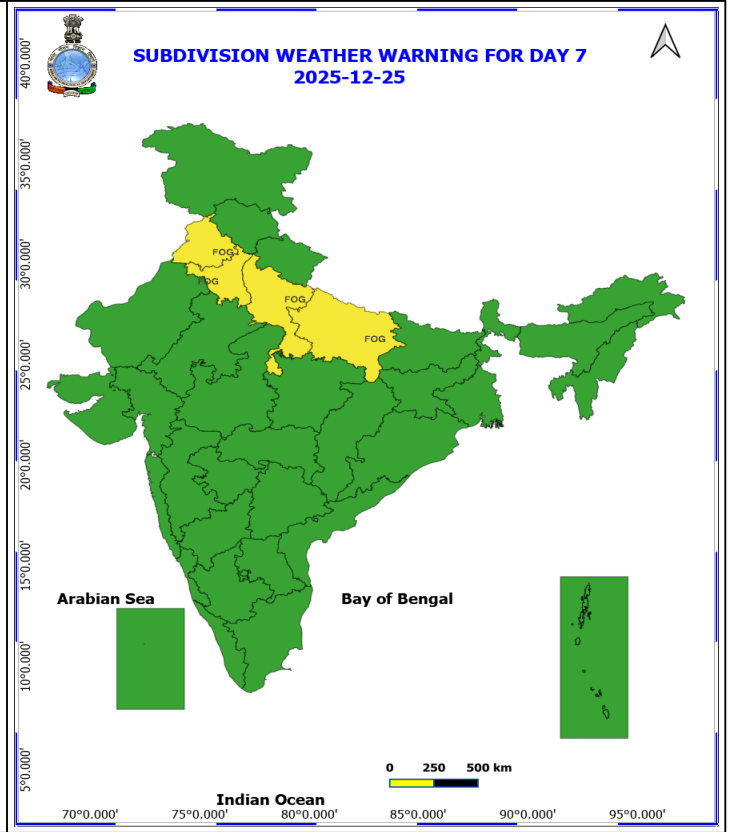 SUBDIVISION WEATHER WARNING FOR DAY 7
2025-12-25
40°0.000'
35°0.000'
30°0.000'
25°0.000'
20°0.000'
15°0.000'
10°0.000'
5°0.000'
FOG
FOG
FOG
FOG
Arabian Sea
Bay of Bengal
0 250 500 km
Indian Ocean
70°0.000' 75°0.000' 80°0.000' 85°0.000' 90°0.000' 95°0.000'